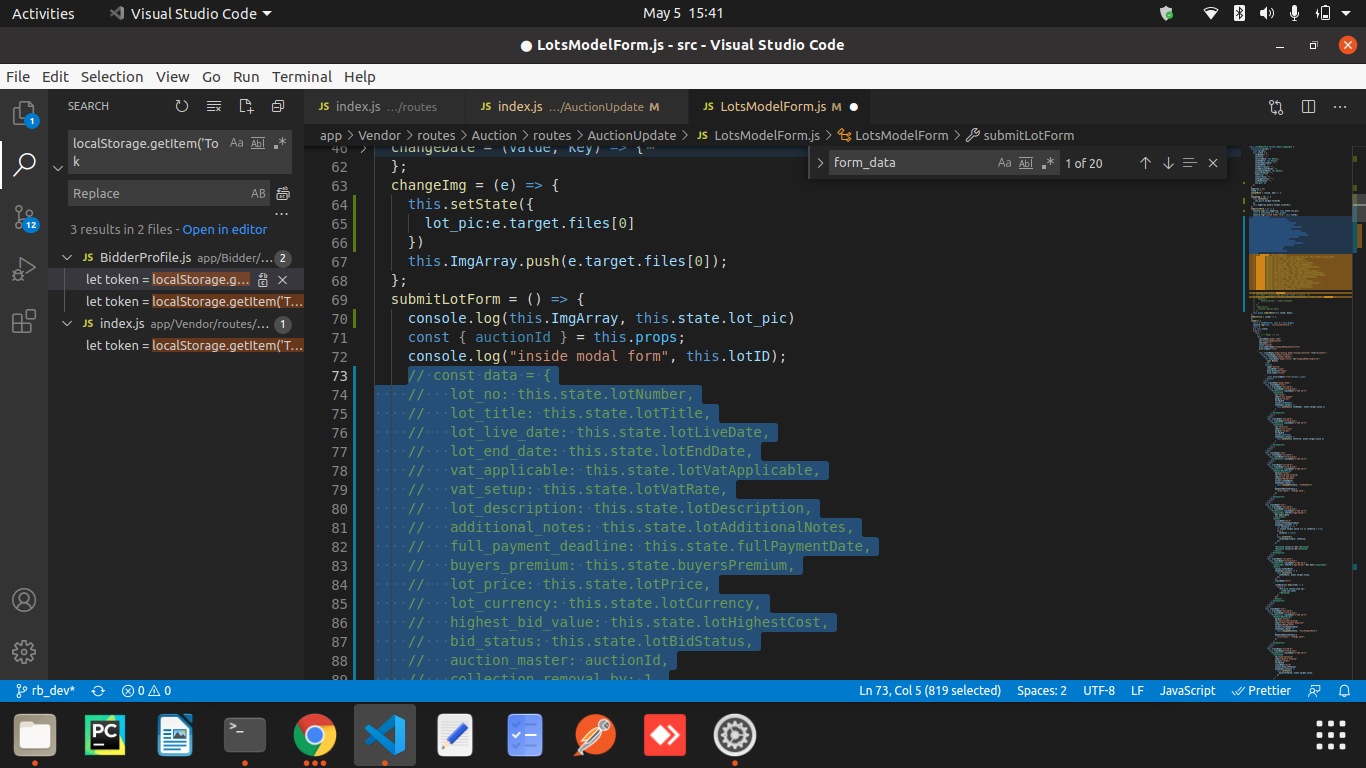 Activities
Visual Studio Code
May 5 15:41
● LotsModelForm.js - src - Visual Studio Code
File Edit Selection View Go Run Terminal Help
SEARCH
JS index.js .../routes
JS index.js .../AuctionUpdate M
JS LotsModelForm.js M ●
1
localStorage.getItem('To
k
Aa Abl .*
app > Vendor > routes > Auction > routes > AuctionUpdate > JS LotsModelForm.js > LotsModelForm > submitLotForm
form_data
Aa Abl .*
1 of 20
Replace
AB
...
3 results in 2 files - Open in editor
JS BidderProfile.js app/Bidder/... 2
let token = localStorage.g...
let token = localStorage.getItem('T...
JS index.js app/Vendor/routes/... 1
let token = localStorage.getItem('T...
12
46 changeDate = (value, key) => {…
62 };
63 changeImg = (e) => {
64 this.setState({
65 lot_pic:e.target.files[0]
66 })
67 this.ImgArray.push(e.target.files[0]);
68 };
69 submitLotForm = () => {
70 console.log(this.ImgArray, this.state.lot_pic)
71 const { auctionId } = this.props;
72 console.log("inside modal form", this.lotID);
73 // const data = {
74 // lot_no: this.state.lotNumber,
75 // lot_title: this.state.lotTitle,
76 // lot_live_date: this.state.lotLiveDate,
77 // lot_end_date: this.state.lotEndDate,
78 // vat_applicable: this.state.lotVatApplicable,
79 // vat_setup: this.state.lotVatRate,
80 // lot_description: this.state.lotDescription,
81 // additional_notes: this.state.lotAdditionalNotes,
82 // full_payment_deadline: this.state.fullPaymentDate,
83 // buyers_premium: this.state.buyersPremium,
84 // lot_price: this.state.lotPrice,
85 // lot_currency: this.state.lotCurrency,
86 // highest_bid_value: this.state.lotHighestCost,
87 // bid_status: this.state.lotBidStatus,
88 // auction_master: auctionId,
89 // collection_removal_by: 1,
rb_dev*
0 0
Ln 73, Col 5 (819 selected)
Spaces: 2
UTF-8
LF
JavaScript
Prettier
PC
>_